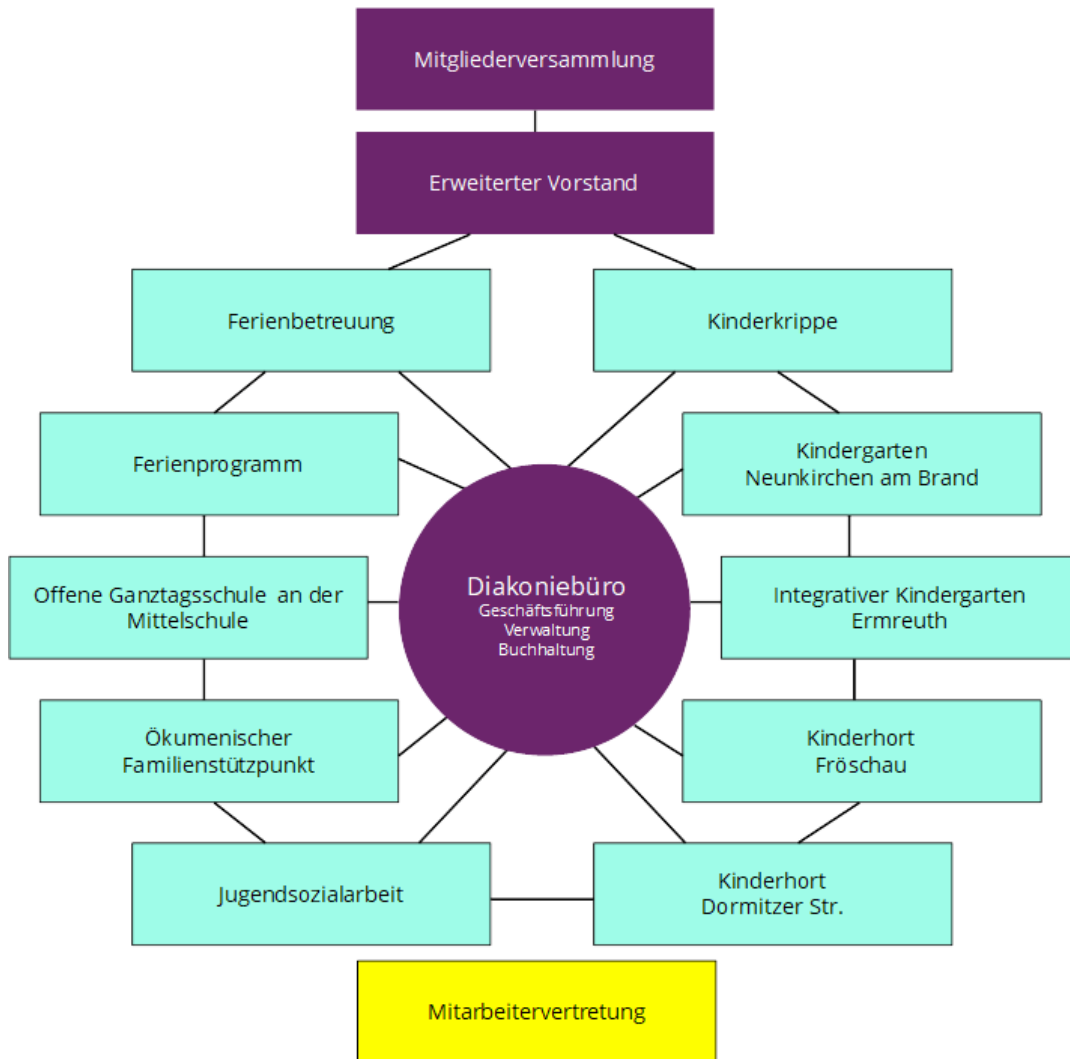 Mitgliederversammlung
Erweiterter Vorstand
Ferienbetreuung
Kinderkrippe
Ferienprogramm
Kindergarten
Neunkirchen am Brand
Offene Ganztagsschule an der
Mittelschule
Diakoniebüro
Geschäftsführung
Verwaltung
Buchhaltung
Integrativer Kindergarten
Ermreuth
Ökumenischer
Familienstützpunkt
Kinderhort
Fröschau
Jugendsozialarbeit
Kinderhort
Dormitzer Str.
Mitarbeitervertretung